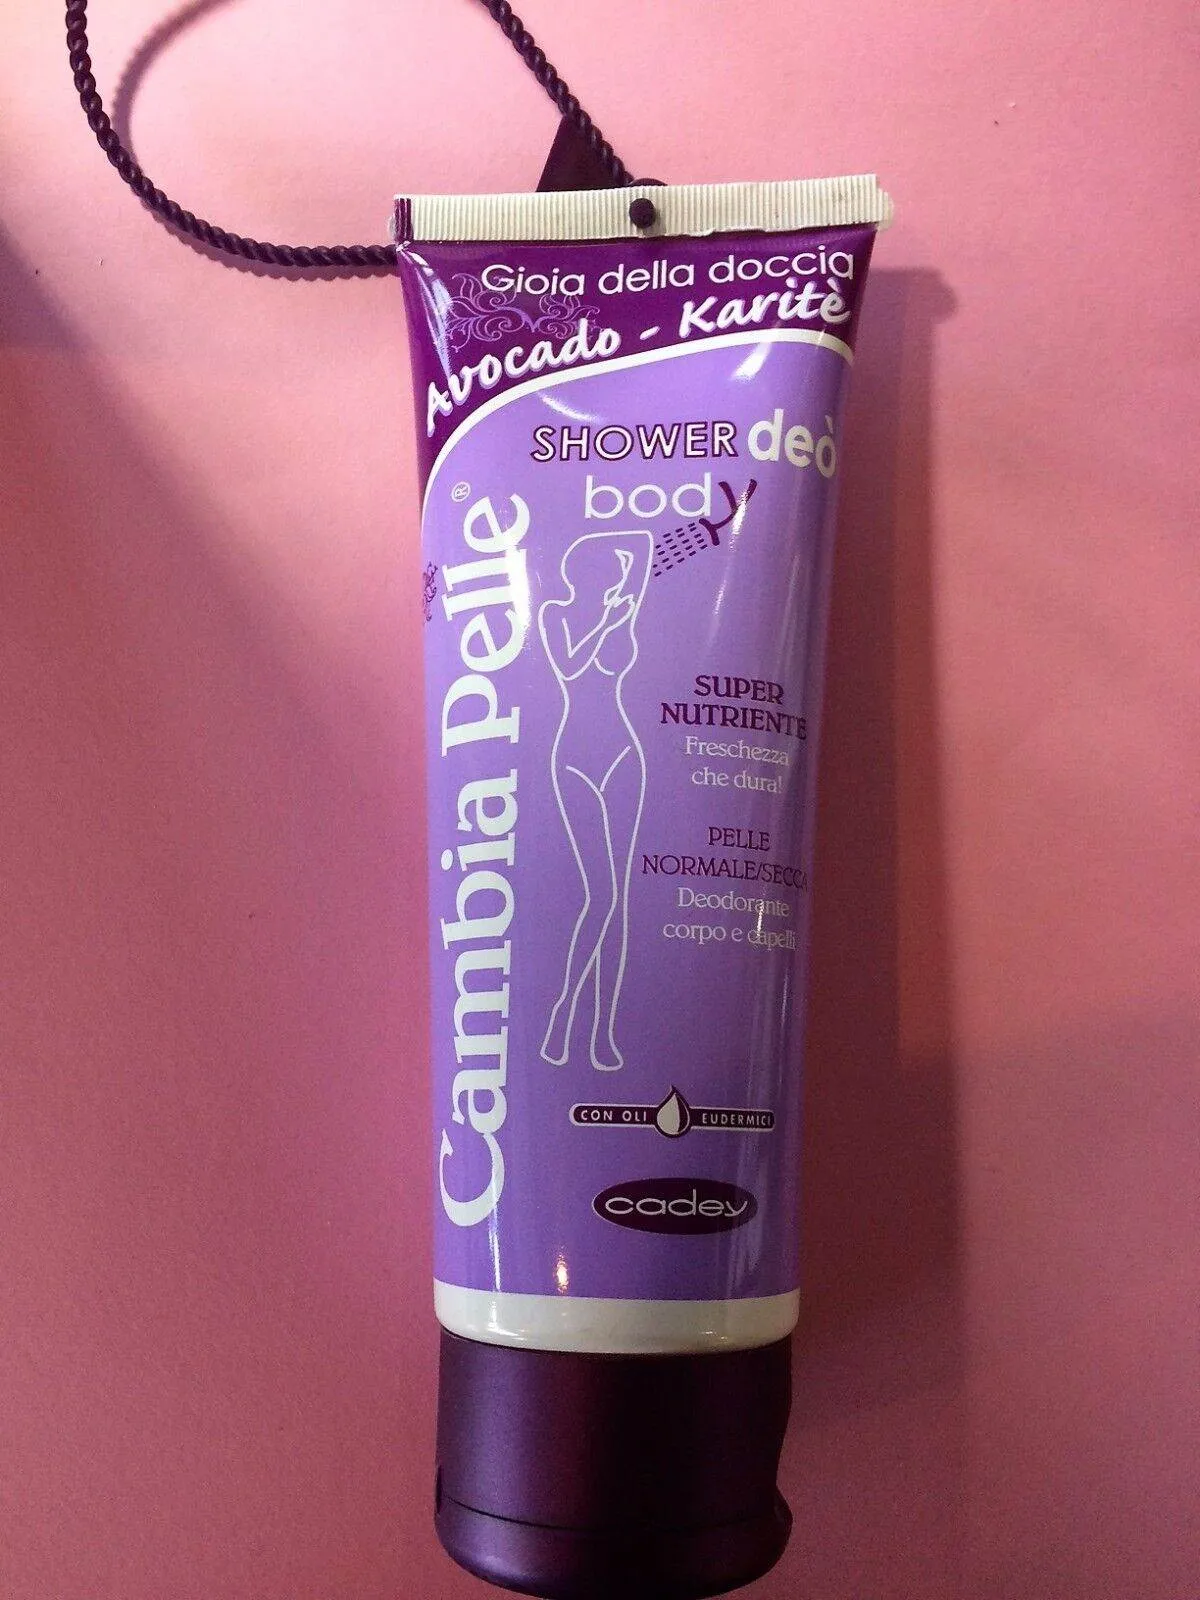 Gioia della doccia
Avocado - Karitè
SHOWER deò
body
Cambia Pelle®
SUPER
NUTRIENTE
Freschezza
che dura!
PELLE
NORMALE/SECCA
Deodorante
corpo e capelli
CON OLI EUDERMICI
cadey